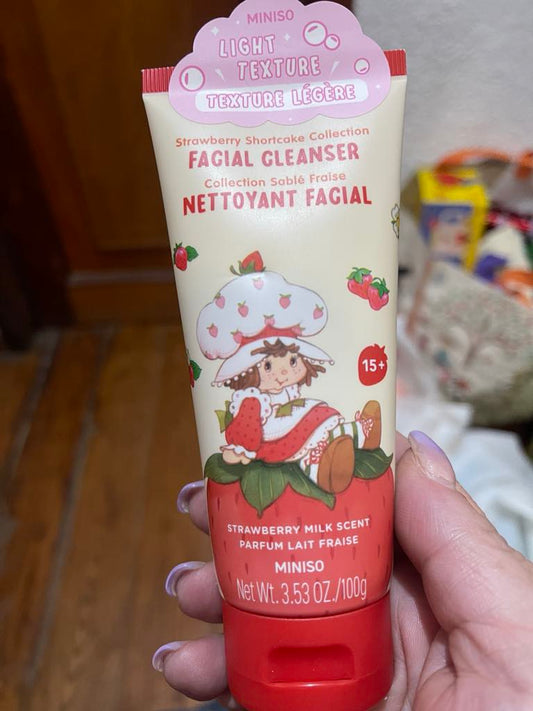 MINISO
LIGHT
TEXTURE
TEXTURE LÉGÈRE
Strawberry Shortcake Collection
FACIAL CLEANSER
Collection Sablé Fraise
NETTOYANT FACIAL
15+
STRAWBERRY MILK SCENT
PARFUM LAIT FRAISE
MINISO
Net Wt. 3.53 OZ./100g